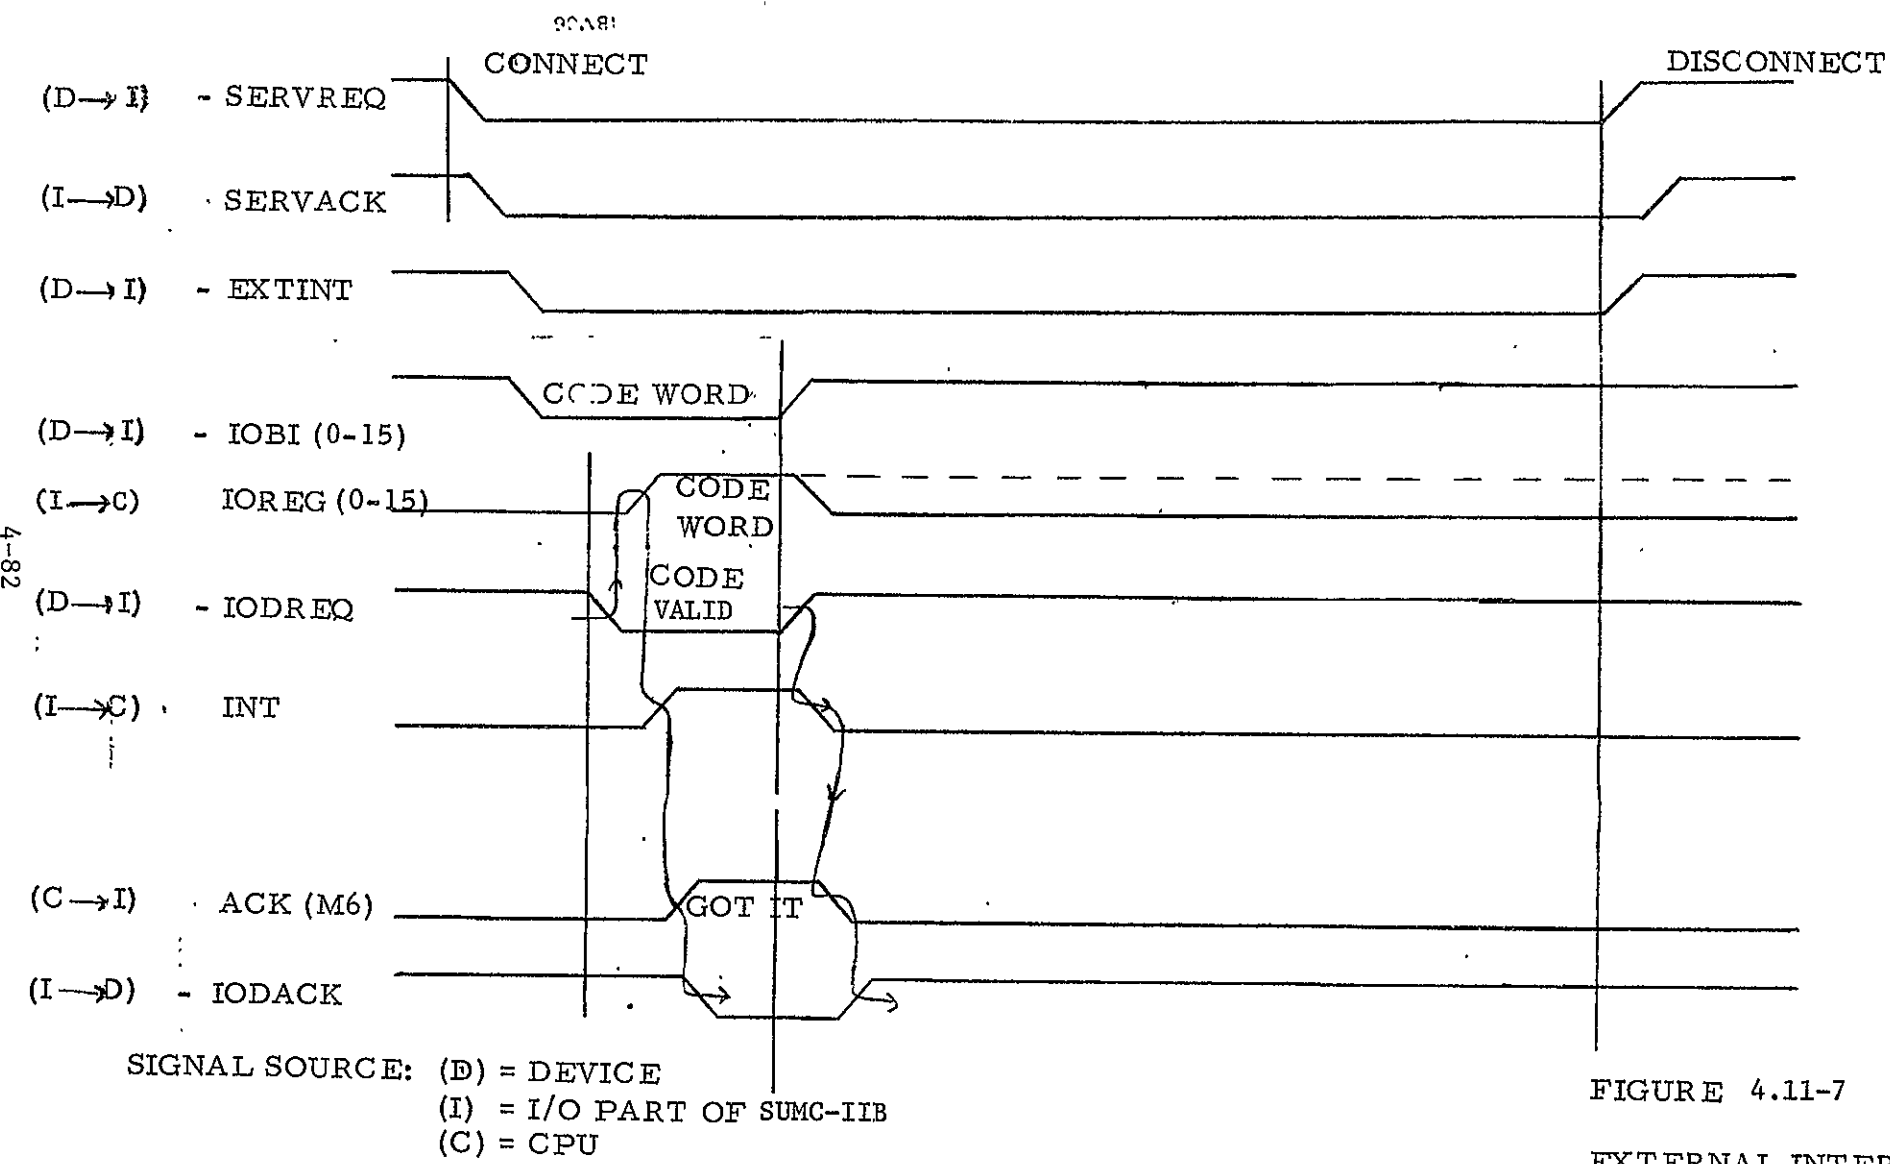 CONNECT
DISCONNECT
(D→I) - SERVREQ
(I→D) SERVACK
(D→I) - EXTINT
CODE WORD
(D→I) - IOBI (0-15)
(I→C) IOREG (0-15)
CODE
WORD
4-82
CODE
VALID
(D→I) - IODREQ
(I→C) INT
(C→I) ACK (M6)
GOT IT
(I→D) - IODACK
SIGNAL SOURCE: (D) = DEVICE
(I) = I/O PART OF SUMC-IIB
(C) = CPU
FIGURE 4.11-7
EXTERNAL